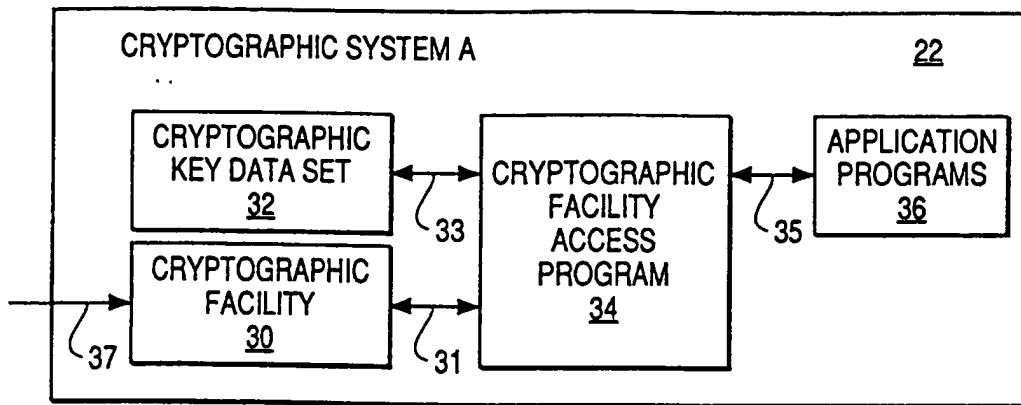 CRYPTOGRAPHIC SYSTEM A
22
CRYPTOGRAPHIC
KEY DATA SET
32
33
CRYPTOGRAPHIC
FACILITY
30
37
31
CRYPTOGRAPHIC
FACILITY
ACCESS
PROGRAM
34
35
APPLICATION
PROGRAMS
36